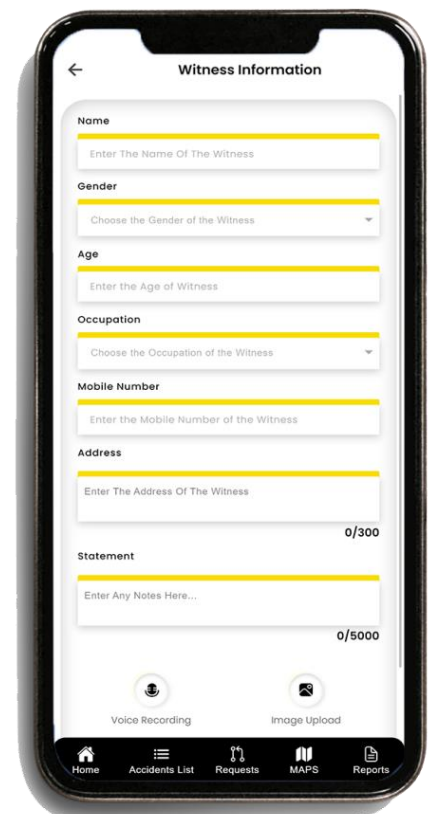 Witness Information
Name
Enter The Name Of The Witness
Gender
Choose the Gender of the Witness
Age
Enter the Age of Witness
Occupation
Choose the Occupation of the Witness
Mobile Number
Enter the Mobile Number of the Witness
Address
Enter The Address Of The Witness
0/300
Statement
Enter Any Notes Here...
0/5000
Voice Recording Image Upload
Home Accidents List Requests MAPS Reports